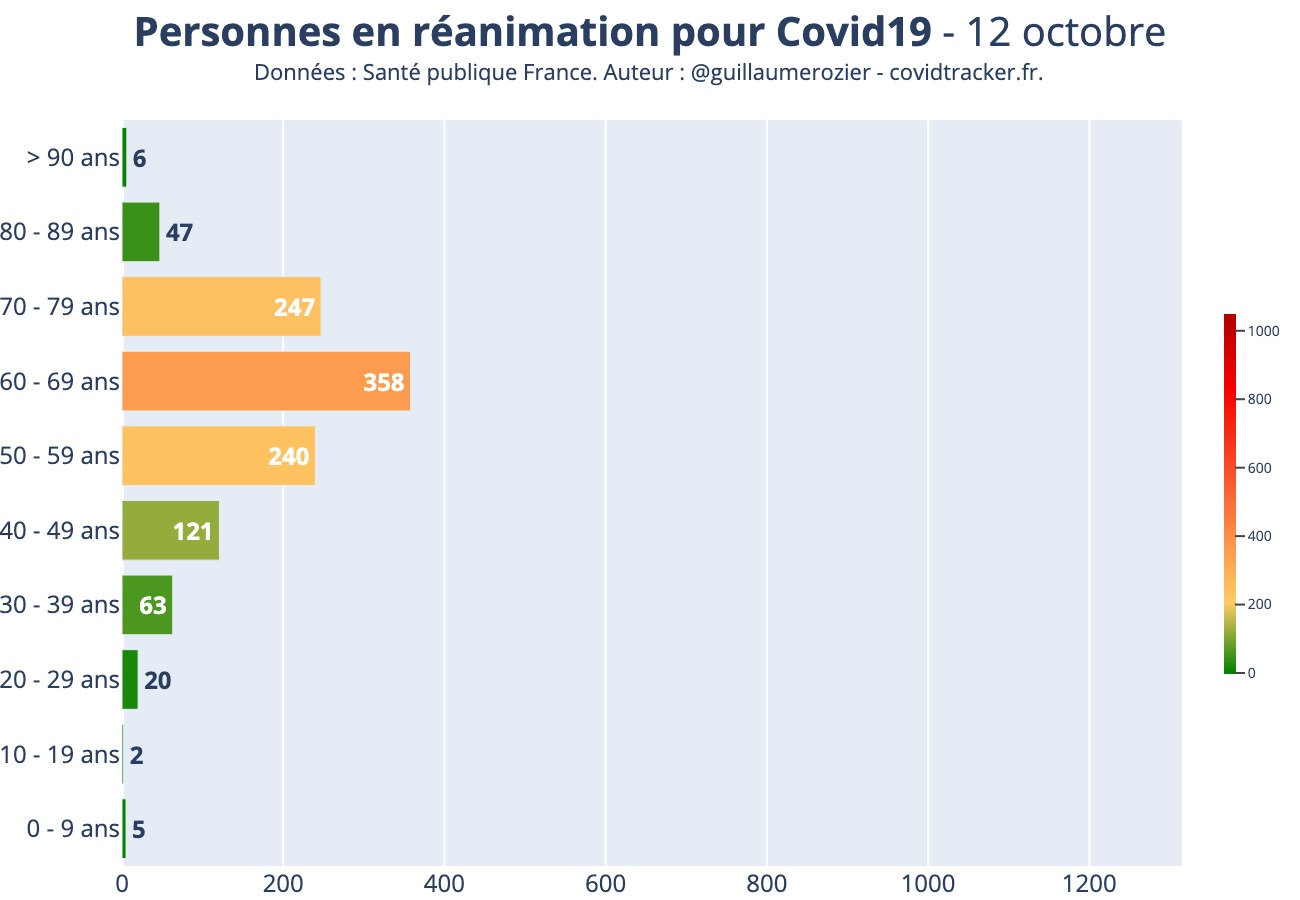 Personnes en réanimation pour Covid19 - 12 octobre
Données : Santé publique France. Auteur : @guillaumerozier - covidtracker.fr.
> 90 ans 6
80 - 89 ans 47
70 - 79 ans 247
60 - 69 ans 358
50 - 59 ans 240
40 - 49 ans 121
30 - 39 ans 63
20 - 29 ans 20
10 - 19 ans 2
0 - 9 ans 5
0 200 400 600 800 1000 1200
1000
800
600
400
200
0